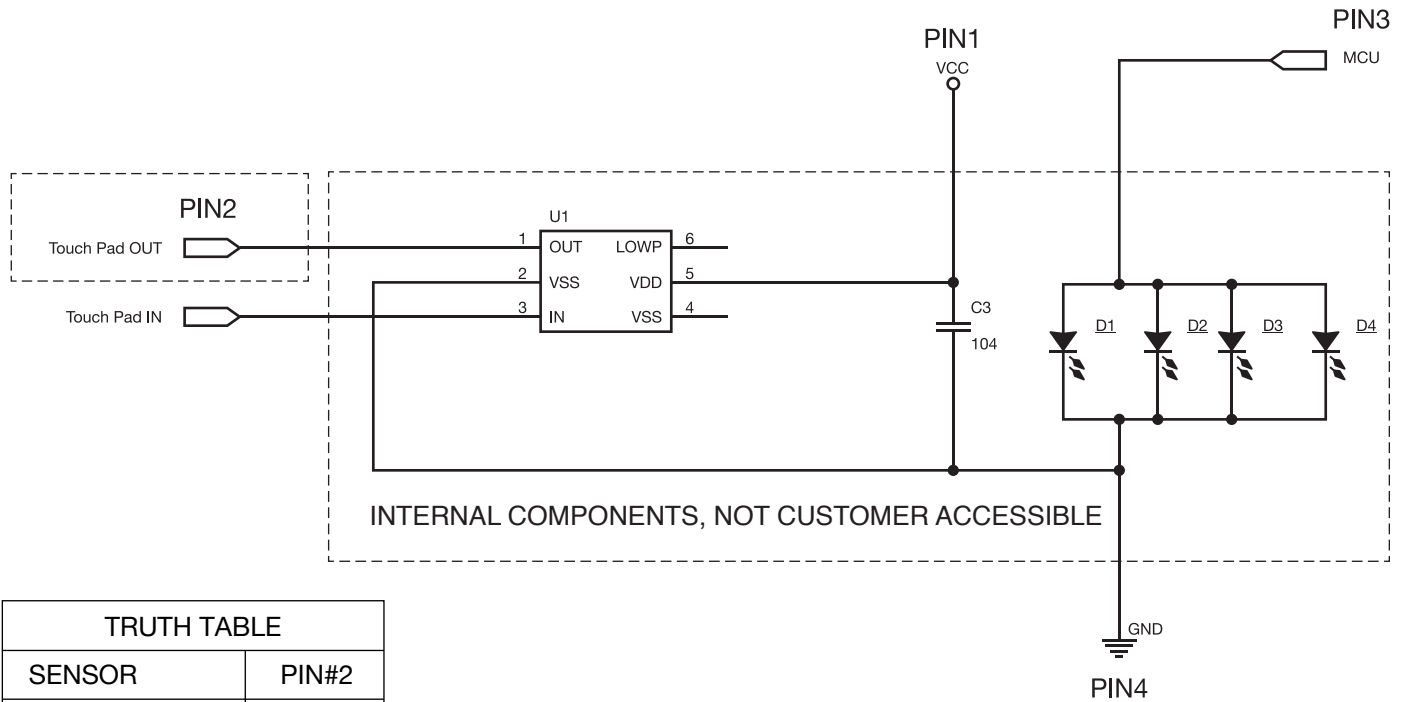 PIN3
MCU
PIN1
VCC
PIN2
Touch Pad OUT
Touch Pad IN
U1
1 OUT LOWP 6
2 VSS VDD 5
3 IN VSS 4
C3
104
D1 D2 D3 D4
INTERNAL COMPONENTS, NOT CUSTOMER ACCESSIBLE
GND
PIN4
TRUTH TABLE
SENSOR PIN#2